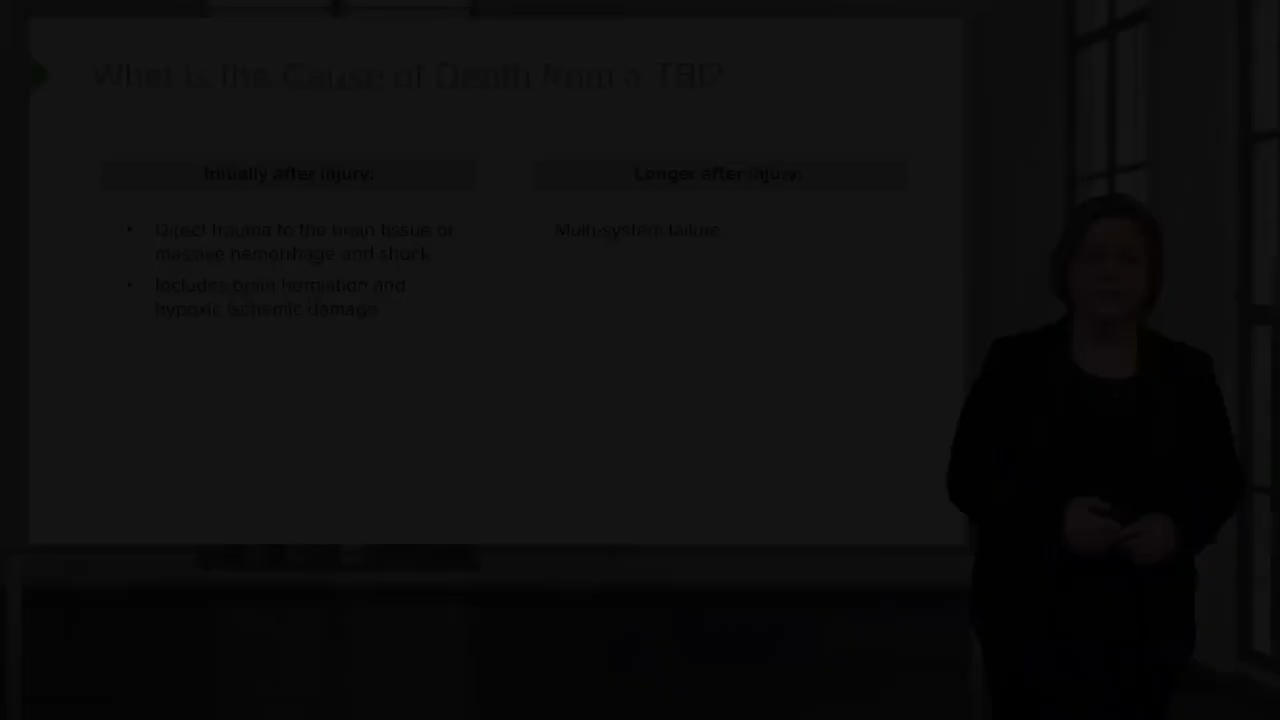 What is the Cause of Death from a TBI?
Initially after injury:
• Direct trauma to the brain tissue or
massive hemorrhage and shock
• Includes brain herniation and
hypoxic ischemic damage
Longer after injury:
Multi-system failure